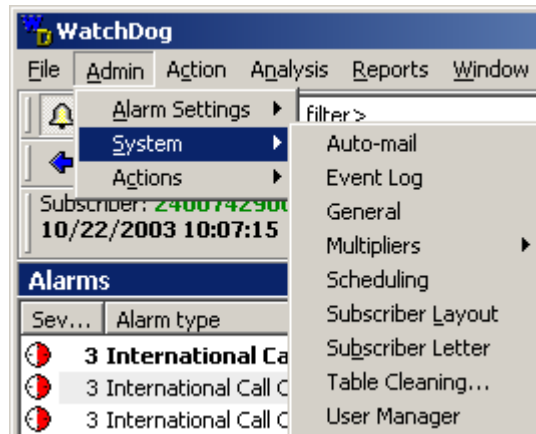 WatchDog
File Admin Action Analysis Reports Window
Alarm Settings
filter>
System
Auto-mail
Actions
Event Log
General
Subscriber:
10/22/2003 10:07:15
Multipliers
Alarms
Scheduling
Sev... Alarm type
Subscriber Layout
3 International
Subscriber Letter
3 International Call
Table Cleaning...
3 International Call
User Manager